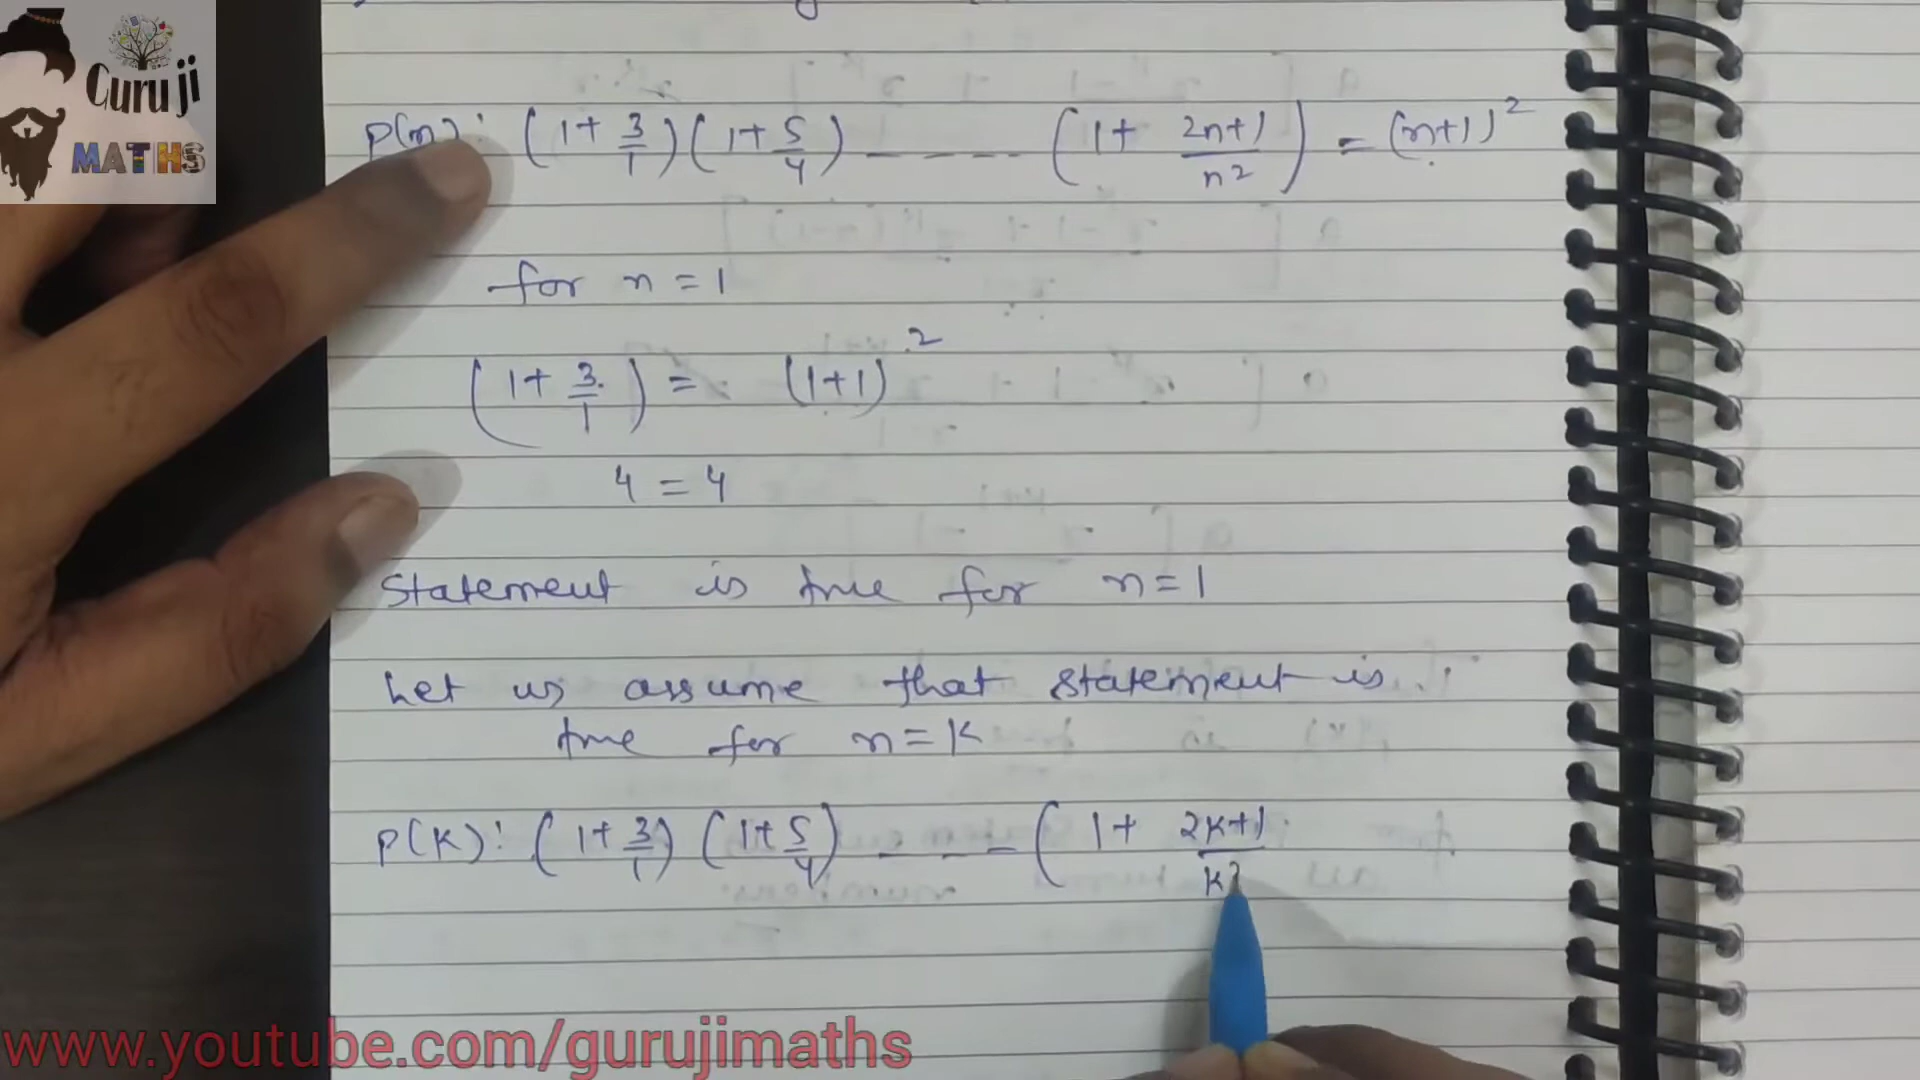 Guru ji
MATHS
P(n): (1+ 3/1)(1+ 5/4) ---- (1+ (2n+1)/n²) = (n+1)²
for n=1
(1+ 3/1) = (1+1)²
4 = 4
Statement is true for n=1
Let us assume that statement is
true for n=K
P(K): (1+ 3/1)(1+ 5/4) ---- (1+ (2K+1)/K²
www.youtube.com/gurujimaths